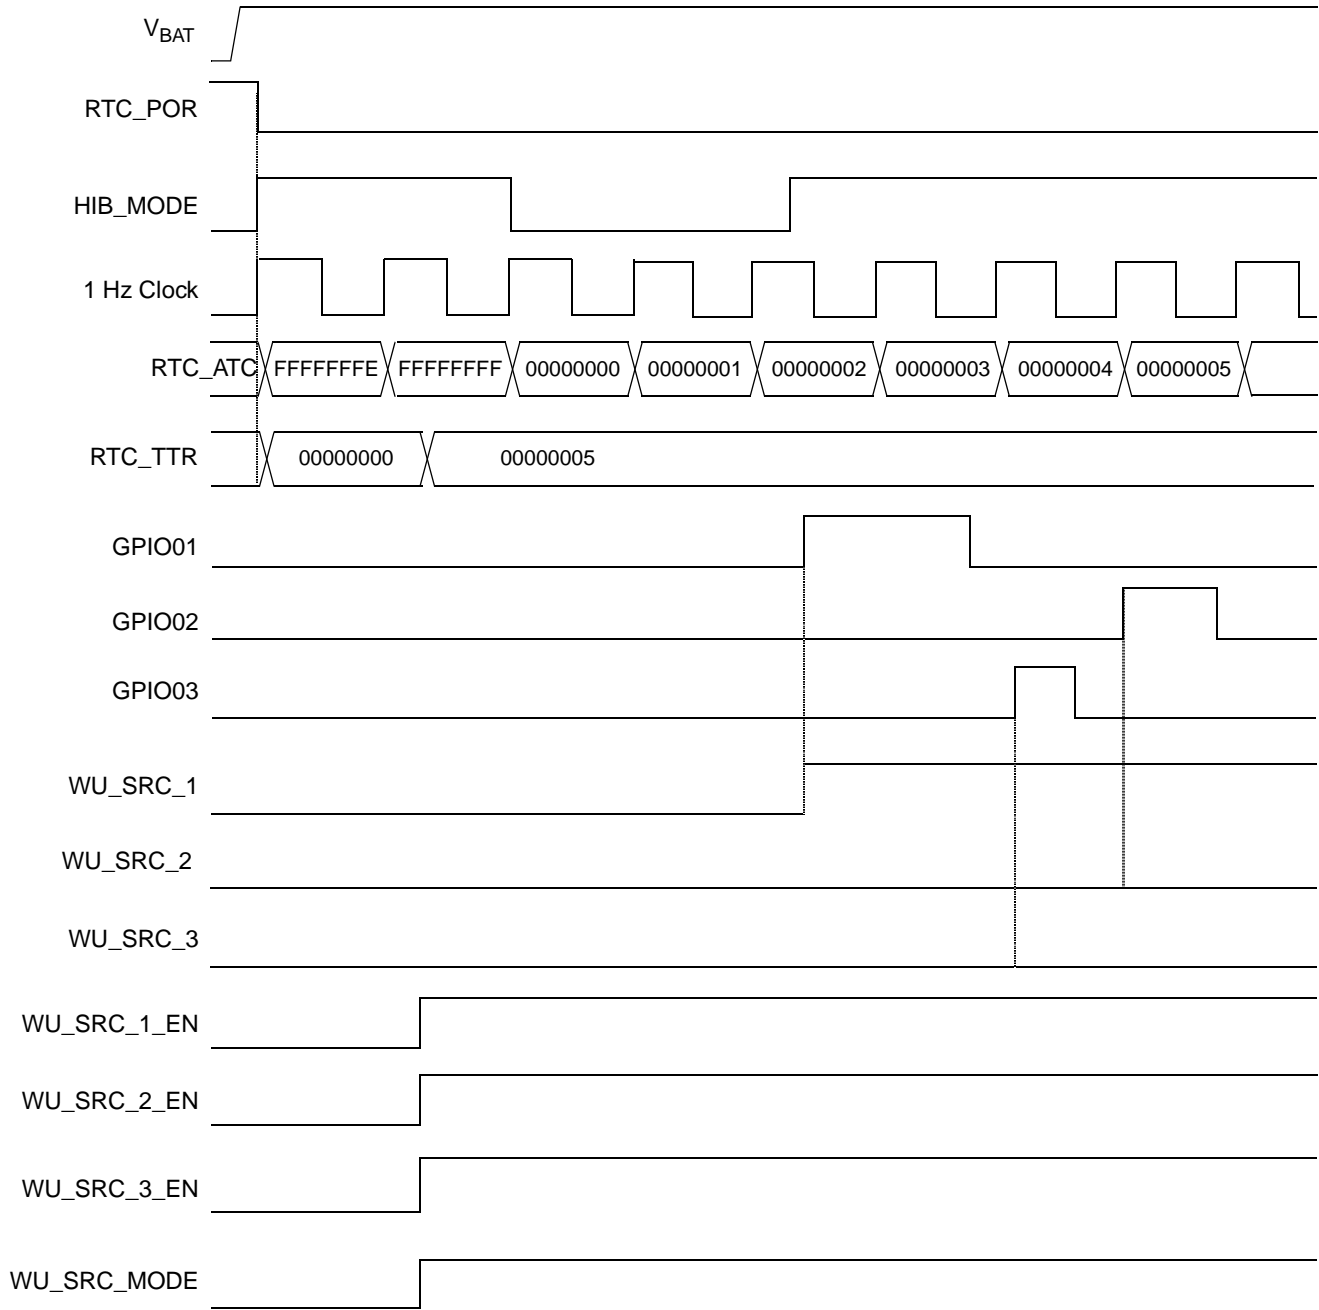 VBAT
RTC_POR
HIB_MODE
1 Hz Clock
RTC_ATC FFFFFFFE FFFFFFFF 00000000 00000001 00000002 00000003 00000004 00000005
RTC_TTR 00000000 00000005
GPIO01
GPIO02
GPIO03
WU_SRC_1
WU_SRC_2
WU_SRC_3
WU_SRC_1_EN
WU_SRC_2_EN
WU_SRC_3_EN
WU_SRC_MODE